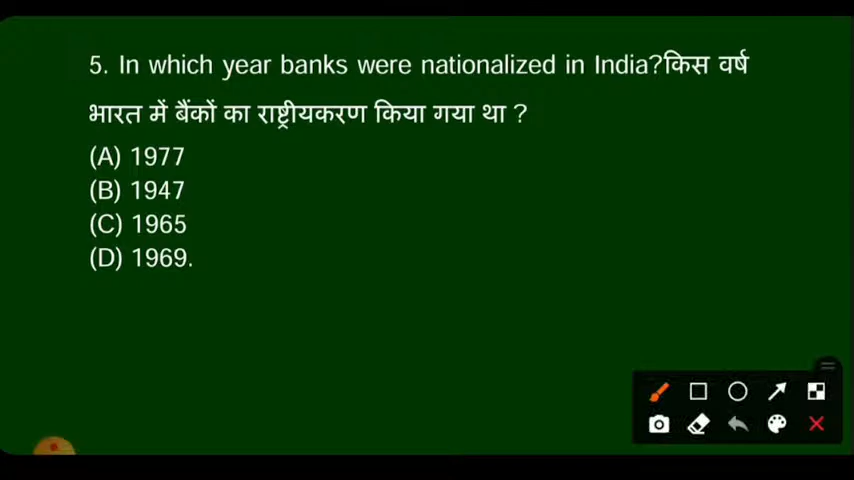 5. In which year banks were nationalized in India?किस वर्ष
भारत में बैंकों का राष्ट्रीयकरण किया गया था ?
(A) 1977
(B) 1947
(C) 1965
(D) 1969.